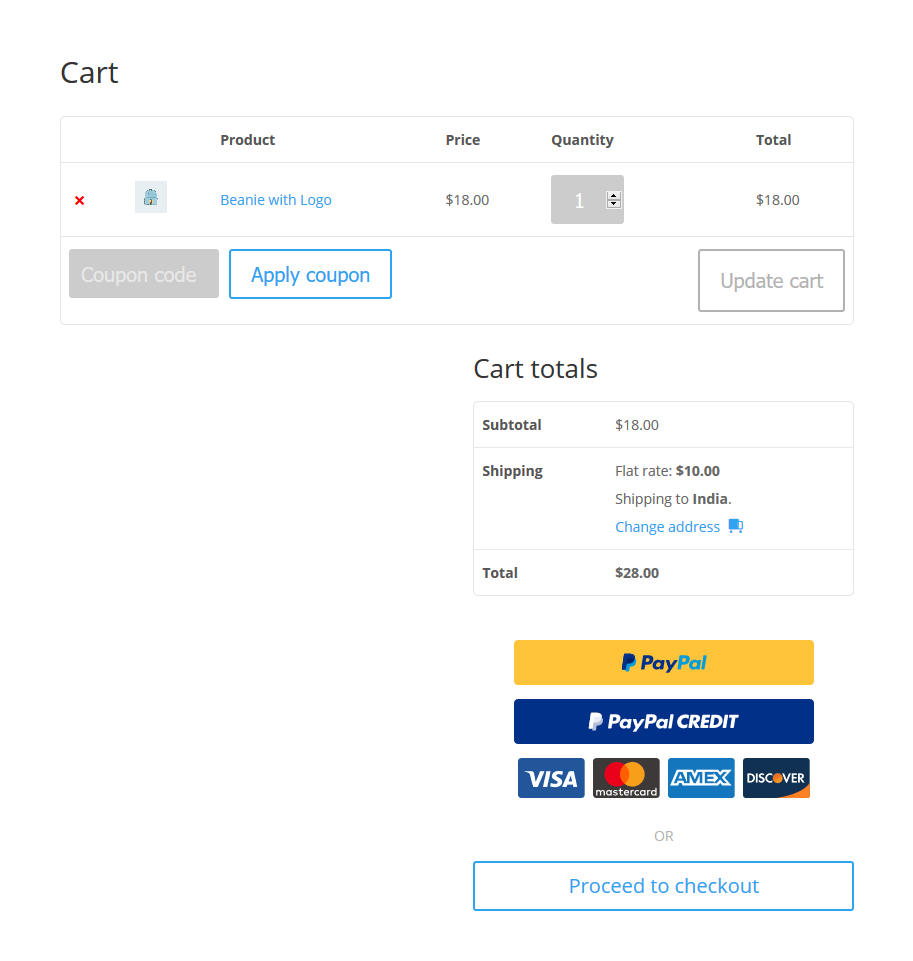 Cart
Product Price Quantity Total
Beanie with Logo $18.00 1 $18.00
Coupon code Apply coupon Update cart
Cart totals
Subtotal $18.00
Shipping Flat rate: $10.00
Shipping to India.
Change address
Total $28.00
PayPal
PayPal CREDIT
VISA mastercard AMEX DISCOVER
OR
Proceed to checkout